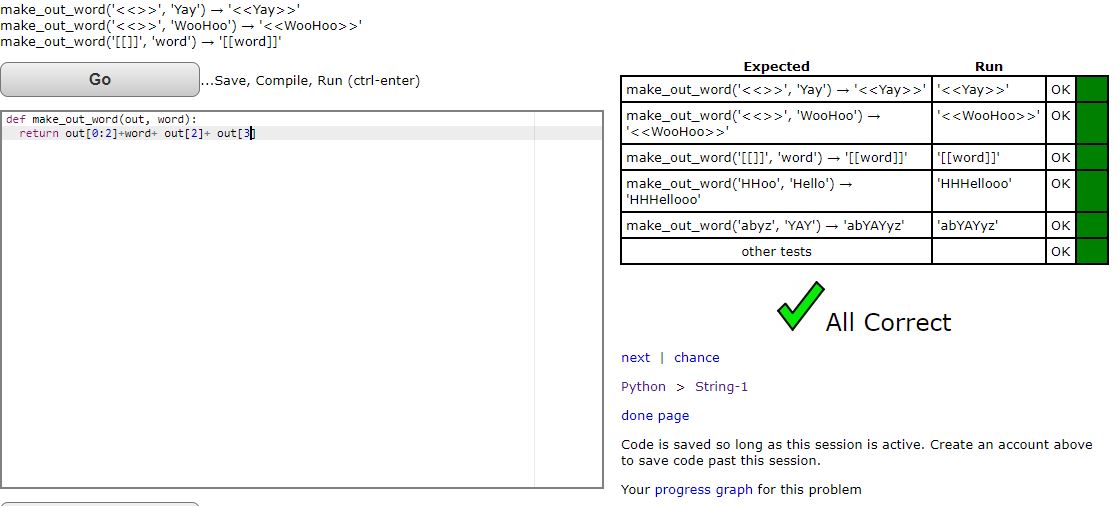 make_out_word('<<>>', 'Yay') → '<<Yay>>'
make_out_word('<<>>', 'WooHoo') → '<<WooHoo>>'
make_out_word('[[]]', 'word') → '[[word]]'
Go
...Save, Compile, Run (ctrl-enter)
def make_out_word(out, word):
  return out[0:2]+word+ out[2]+ out[3]
Expected Run
make_out_word('<<>>', 'Yay') → '<<Yay>>' '<<Yay>>' OK
make_out_word('<<>>', 'WooHoo') → '<<WooHoo>>' OK
'<<WooHoo>>'
make_out_word('[[]]', 'word') → '[[word]]' '[[word]]' OK
make_out_word('HHoo', 'Hello') → 'HHHellooo' OK
'HHHellooo'
make_out_word('abyz', 'YAY') → 'abYAYyz' 'abYAYyz' OK
other tests OK
All Correct
next | chance
Python > String-1
done page
Code is saved so long as this session is active. Create an account above
to save code past this session.
Your progress graph for this problem